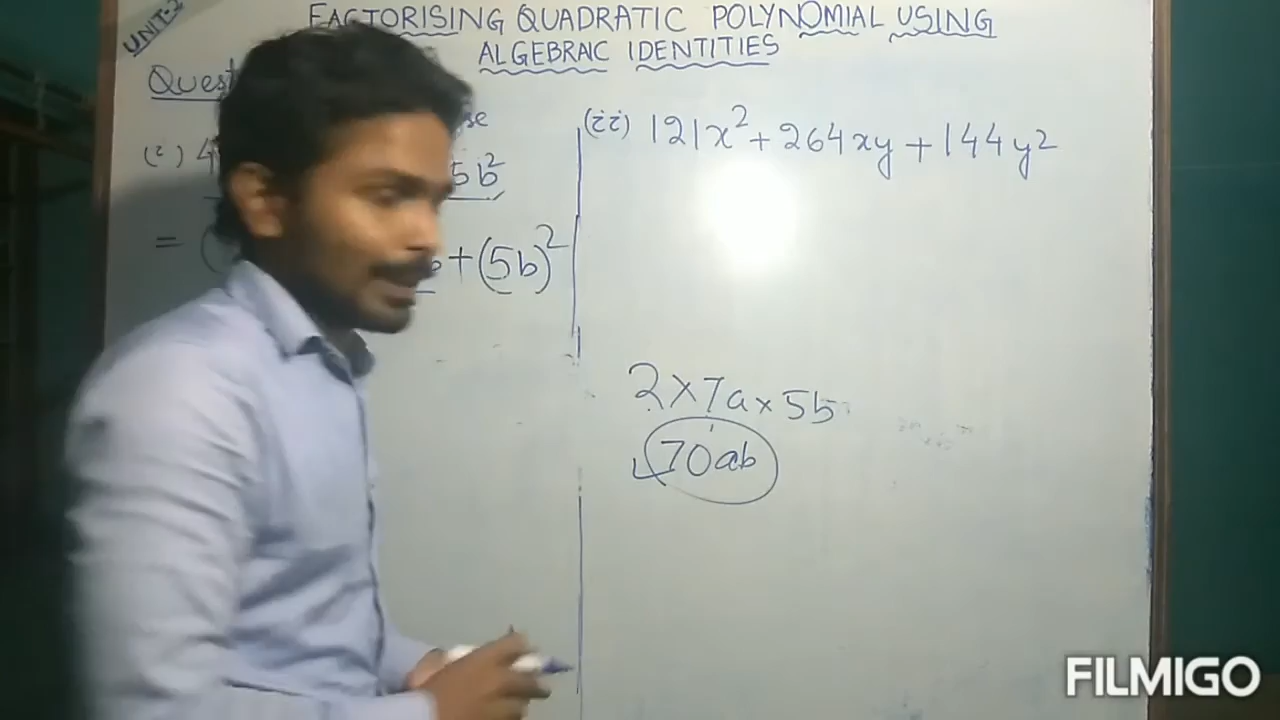 UNIT-2
FACTORISING QUADRATIC POLYNOMIAL USING
ALGEBRAIC IDENTITIES
(i) 4 5b²
= ( + (5b)²
(ii) 121x² + 264xy + 144y²
2 × 7a × 5b
70ab
FILMIGO